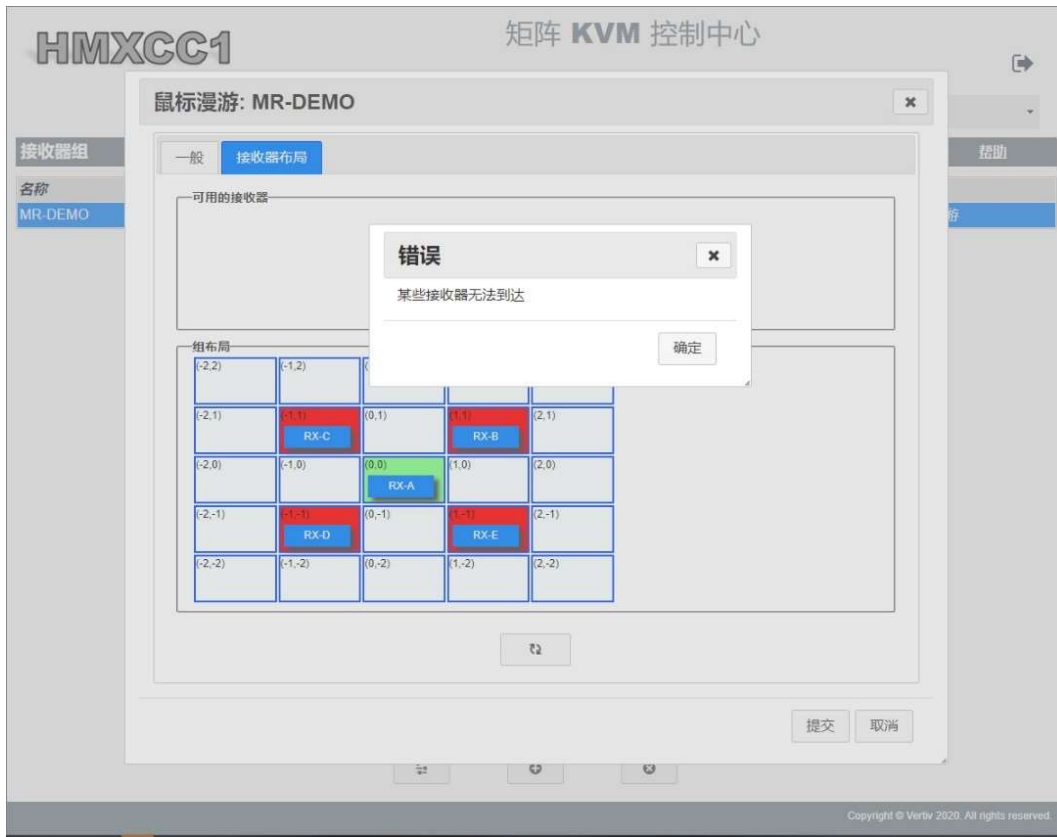 HMXCC1
矩阵 KVM 控制中心
鼠标漫游: MR-DEMO
接收器组
帮助
一般
接收器布局
名称
可用的接收器
MR-DEMO
游
错误
某些接收器无法到达
确定
组布局
(-2,2) (-1,2) (
(-2,1) (-1,1) (0,1) (1,1) (2,1)
RX-C RX-B
(-2,0) (-1,0) (0,0) (1,0) (2,0)
RX-A
(-2,-1) (-1,-1) (0,-1) (1,-1) (2,-1)
RX-D RX-E
(-2,-2) (-1,-2) (0,-2) (1,-2) (2,-2)
提交 取消
Copyright © Vertiv 2020. All rights reserved.